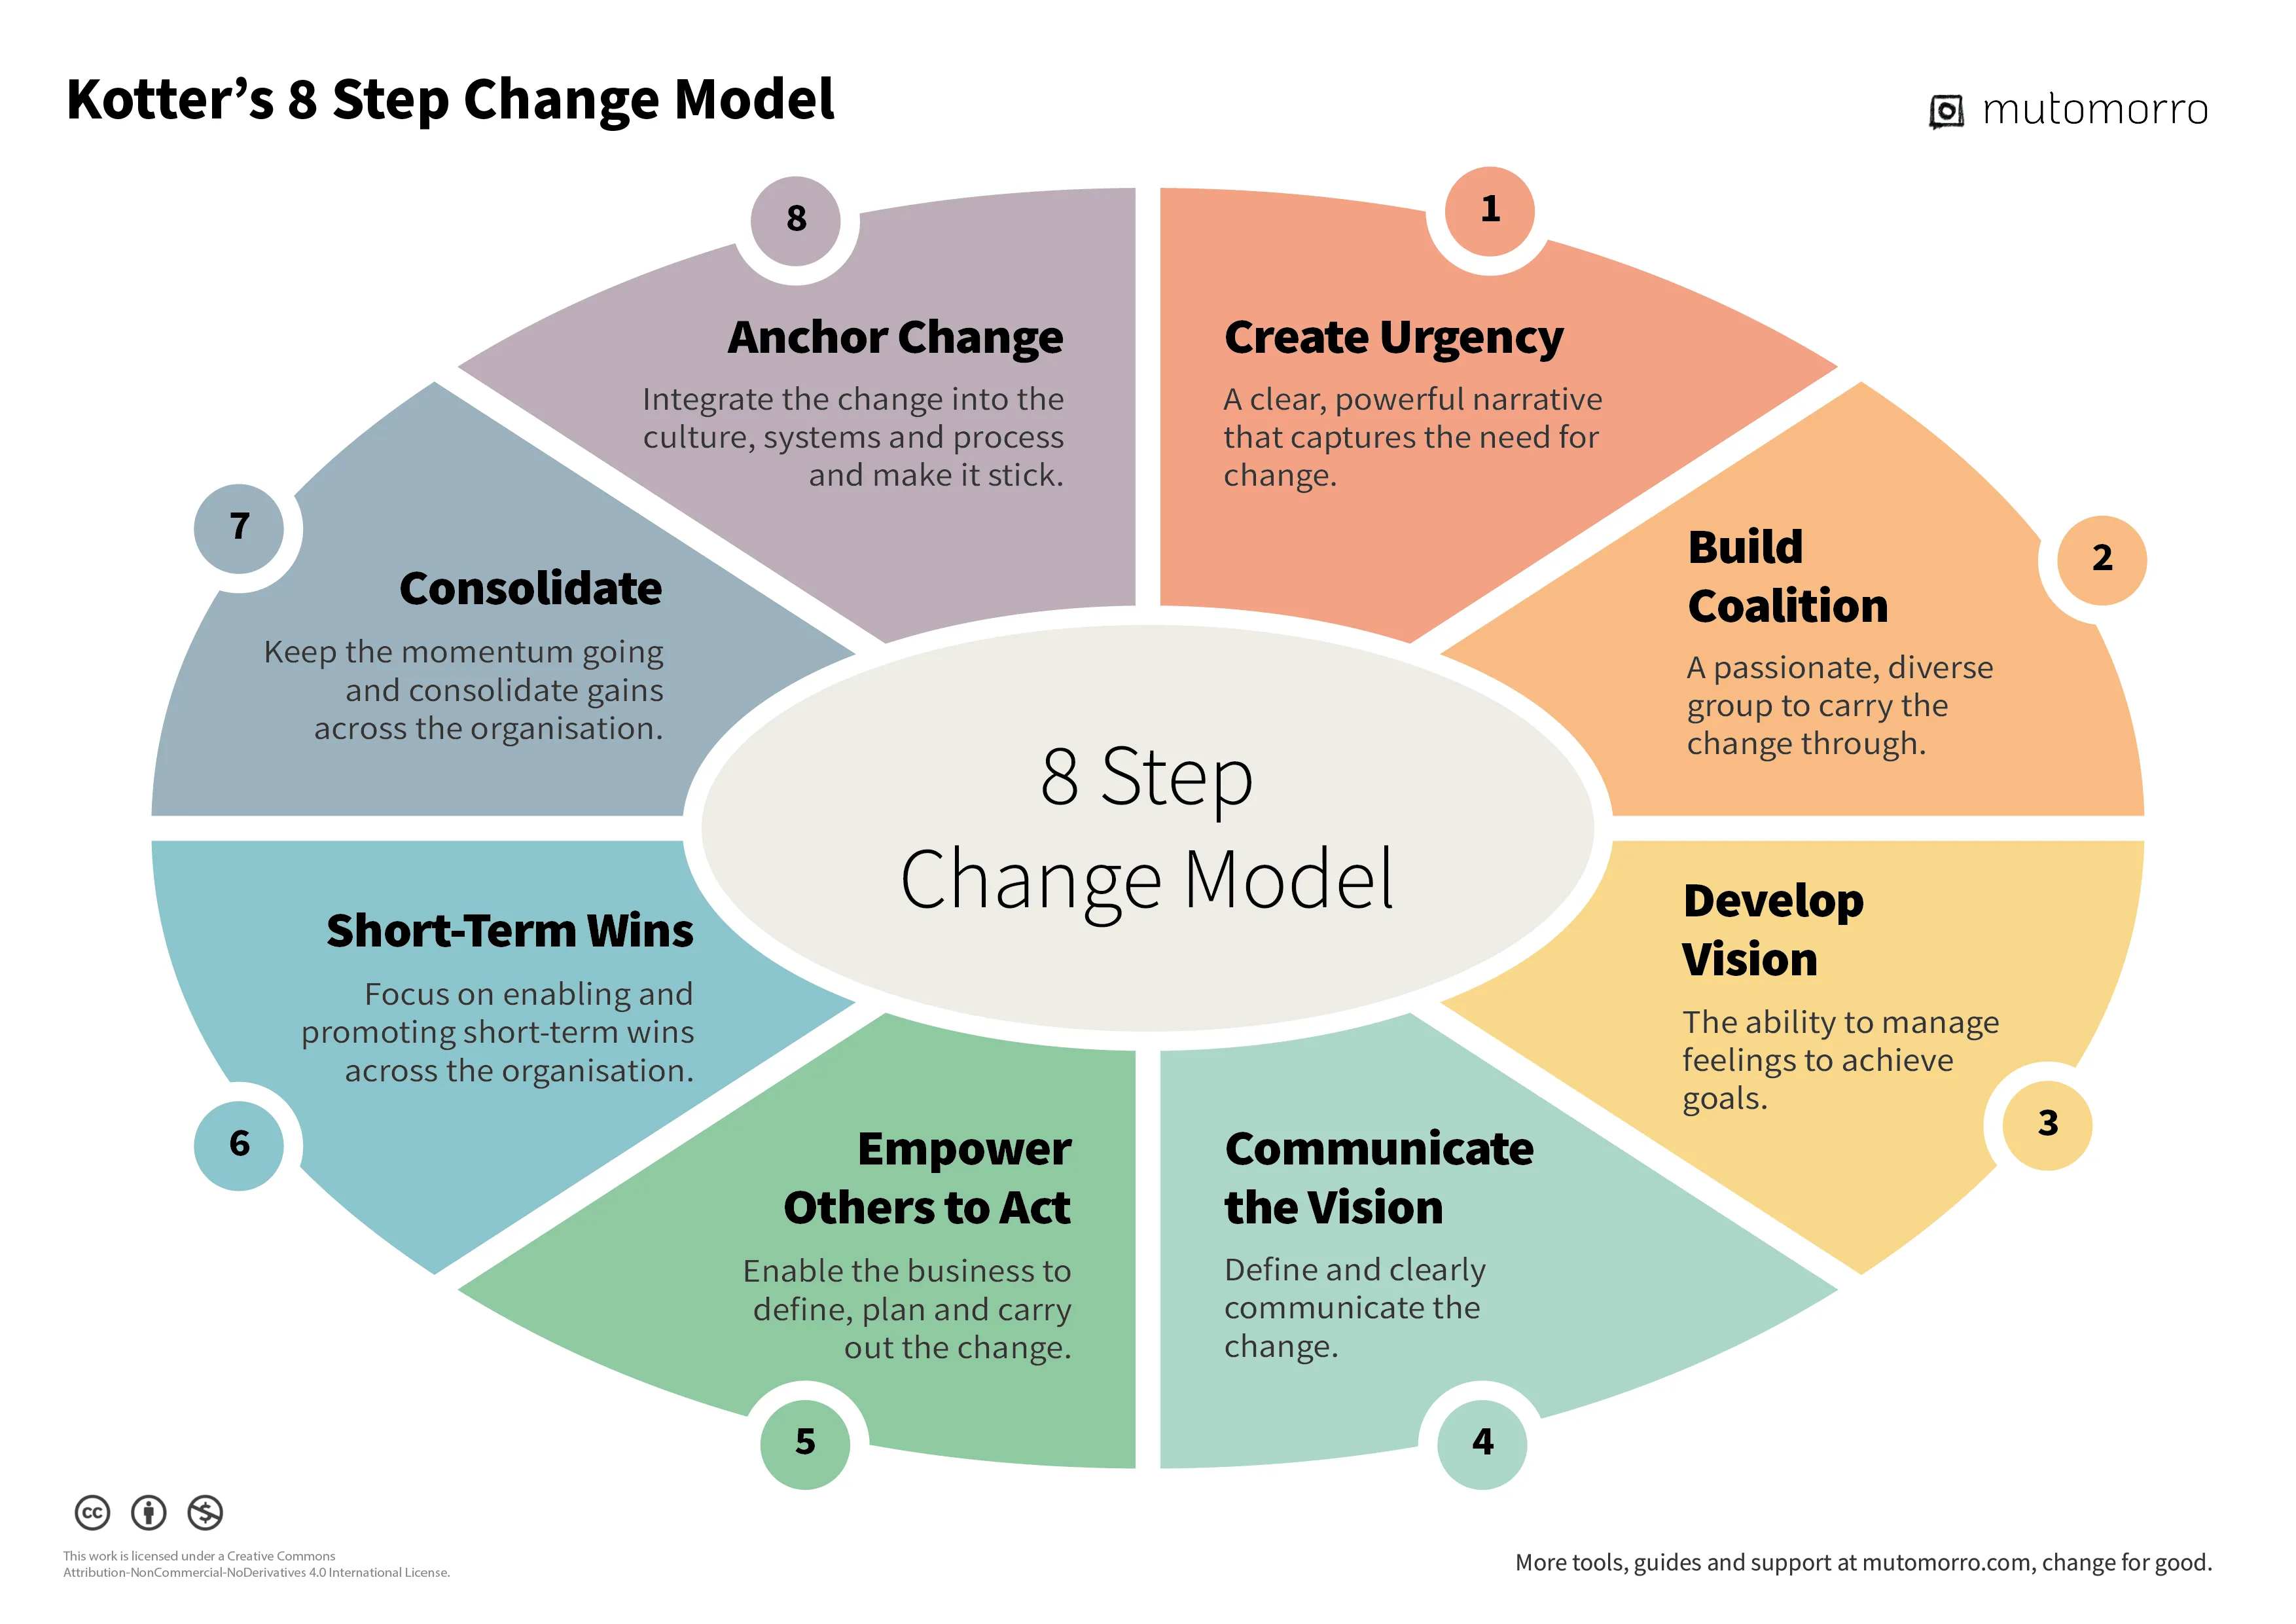 Kotter’s 8 Step Change Model
mutomorro
1
Create Urgency
A clear, powerful narrative
that captures the need for
change.
2
Build
Coalition
A passionate, diverse
group to carry the
change through.
3
Develop
Vision
The ability to manage
feelings to achieve
goals.
4
Communicate
the Vision
Define and clearly
communicate the
change.
5
Empower
Others to Act
Enable the business to
define, plan and carry
out the change.
6
Short-Term Wins
Focus on enabling and
promoting short-term wins
across the organisation.
7
Consolidate
Keep the momentum going
and consolidate gains
across the organisation.
8
Anchor Change
Integrate the change into the
culture, systems and process
and make it stick.
8 Step
Change Model
cc
This work is licensed under a Creative Commons
Attribution-NonCommercial-NoDerivatives 4.0 International License.
More tools, guides and support at mutomorro.com, change for good.